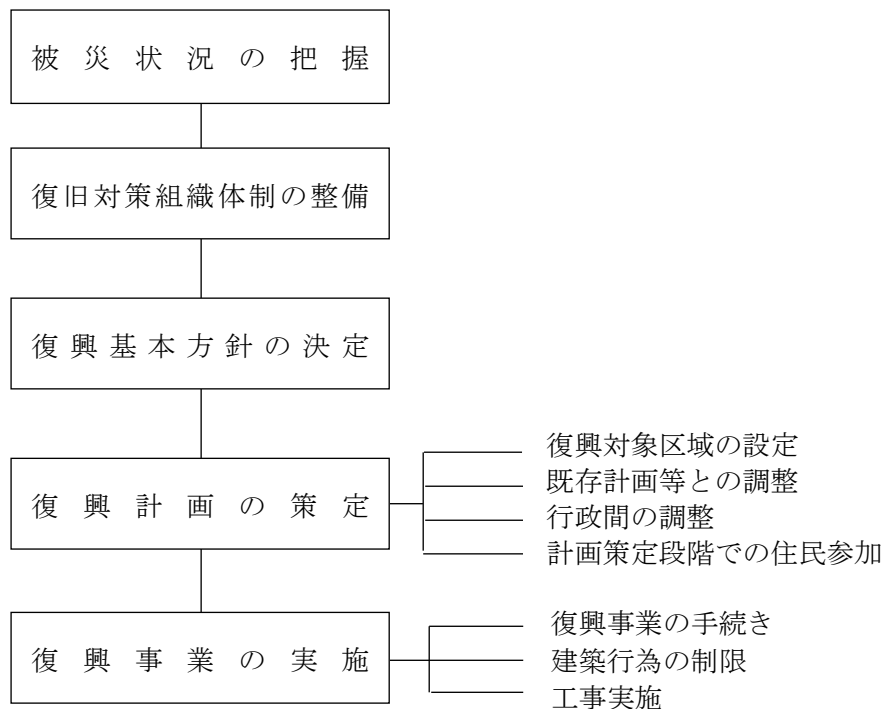 被災状況の把握
復旧対策組織体制の整備
復興基本方針の決定
復興計画の策定
復興対象区域の設定
既存計画等との調整
行政間の調整
計画策定段階での住民参加
復興事業の実施
復興事業の手続き
建築行為の制限
工事実施